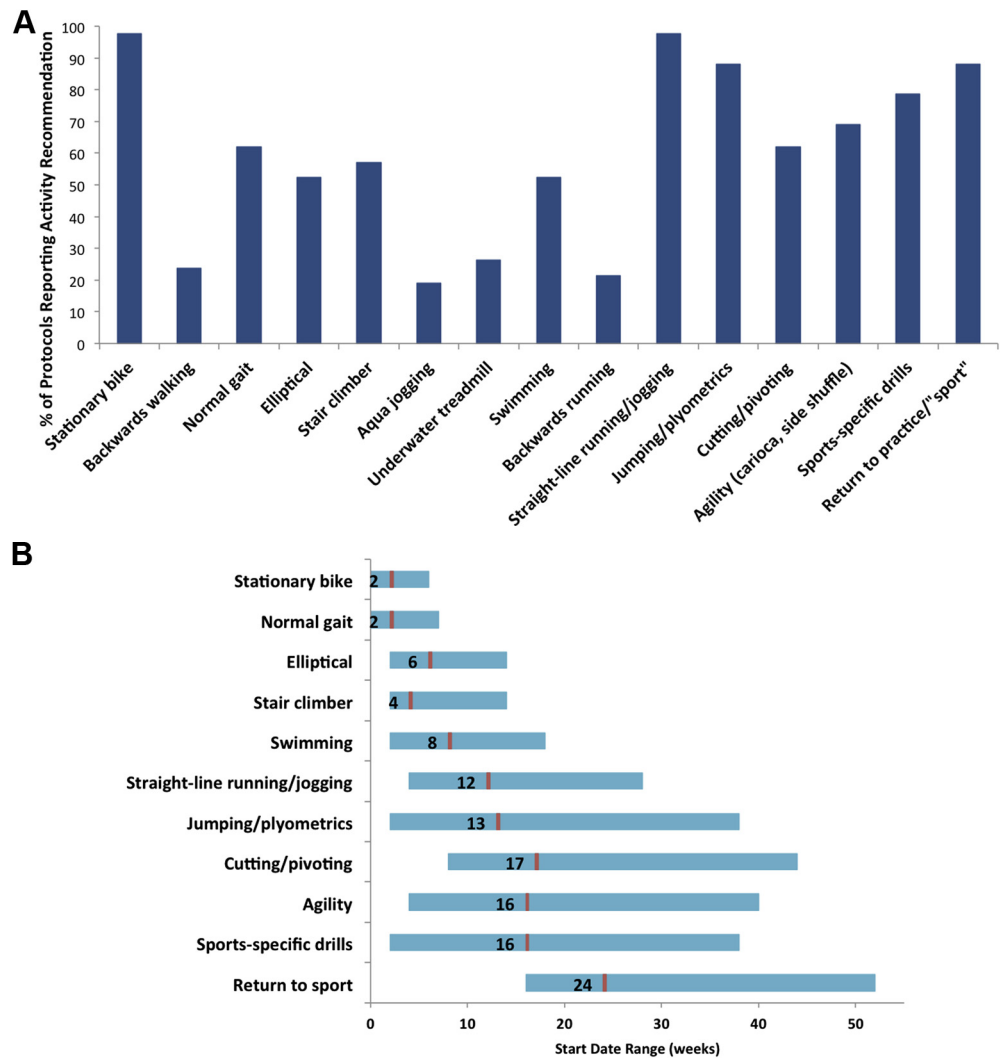 A
% of Protocols Reporting Activity Recommendation
100
90
80
70
60
50
40
30
20
10
0
Stationary bike
Backwards walking
Normal gait
Elliptical
Stair climber
Aqua jogging
Underwater treadmill
Swimming
Backwards running
Straight-line running/jogging
Jumping/plyometrics
Cutting/pivoting
Agility (carioca, side shuffle)
Sports-specific drills
Return to practice/"sport"
B
Stationary bike 2
Normal gait 2
Elliptical 6
Stair climber 4
Swimming 8
Straight-line running/jogging 12
Jumping/plyometrics 13
Cutting/pivoting 17
Agility 16
Sports-specific drills 16
Return to sport 24
0 10 20 30 40 50
Start Date Range (weeks)